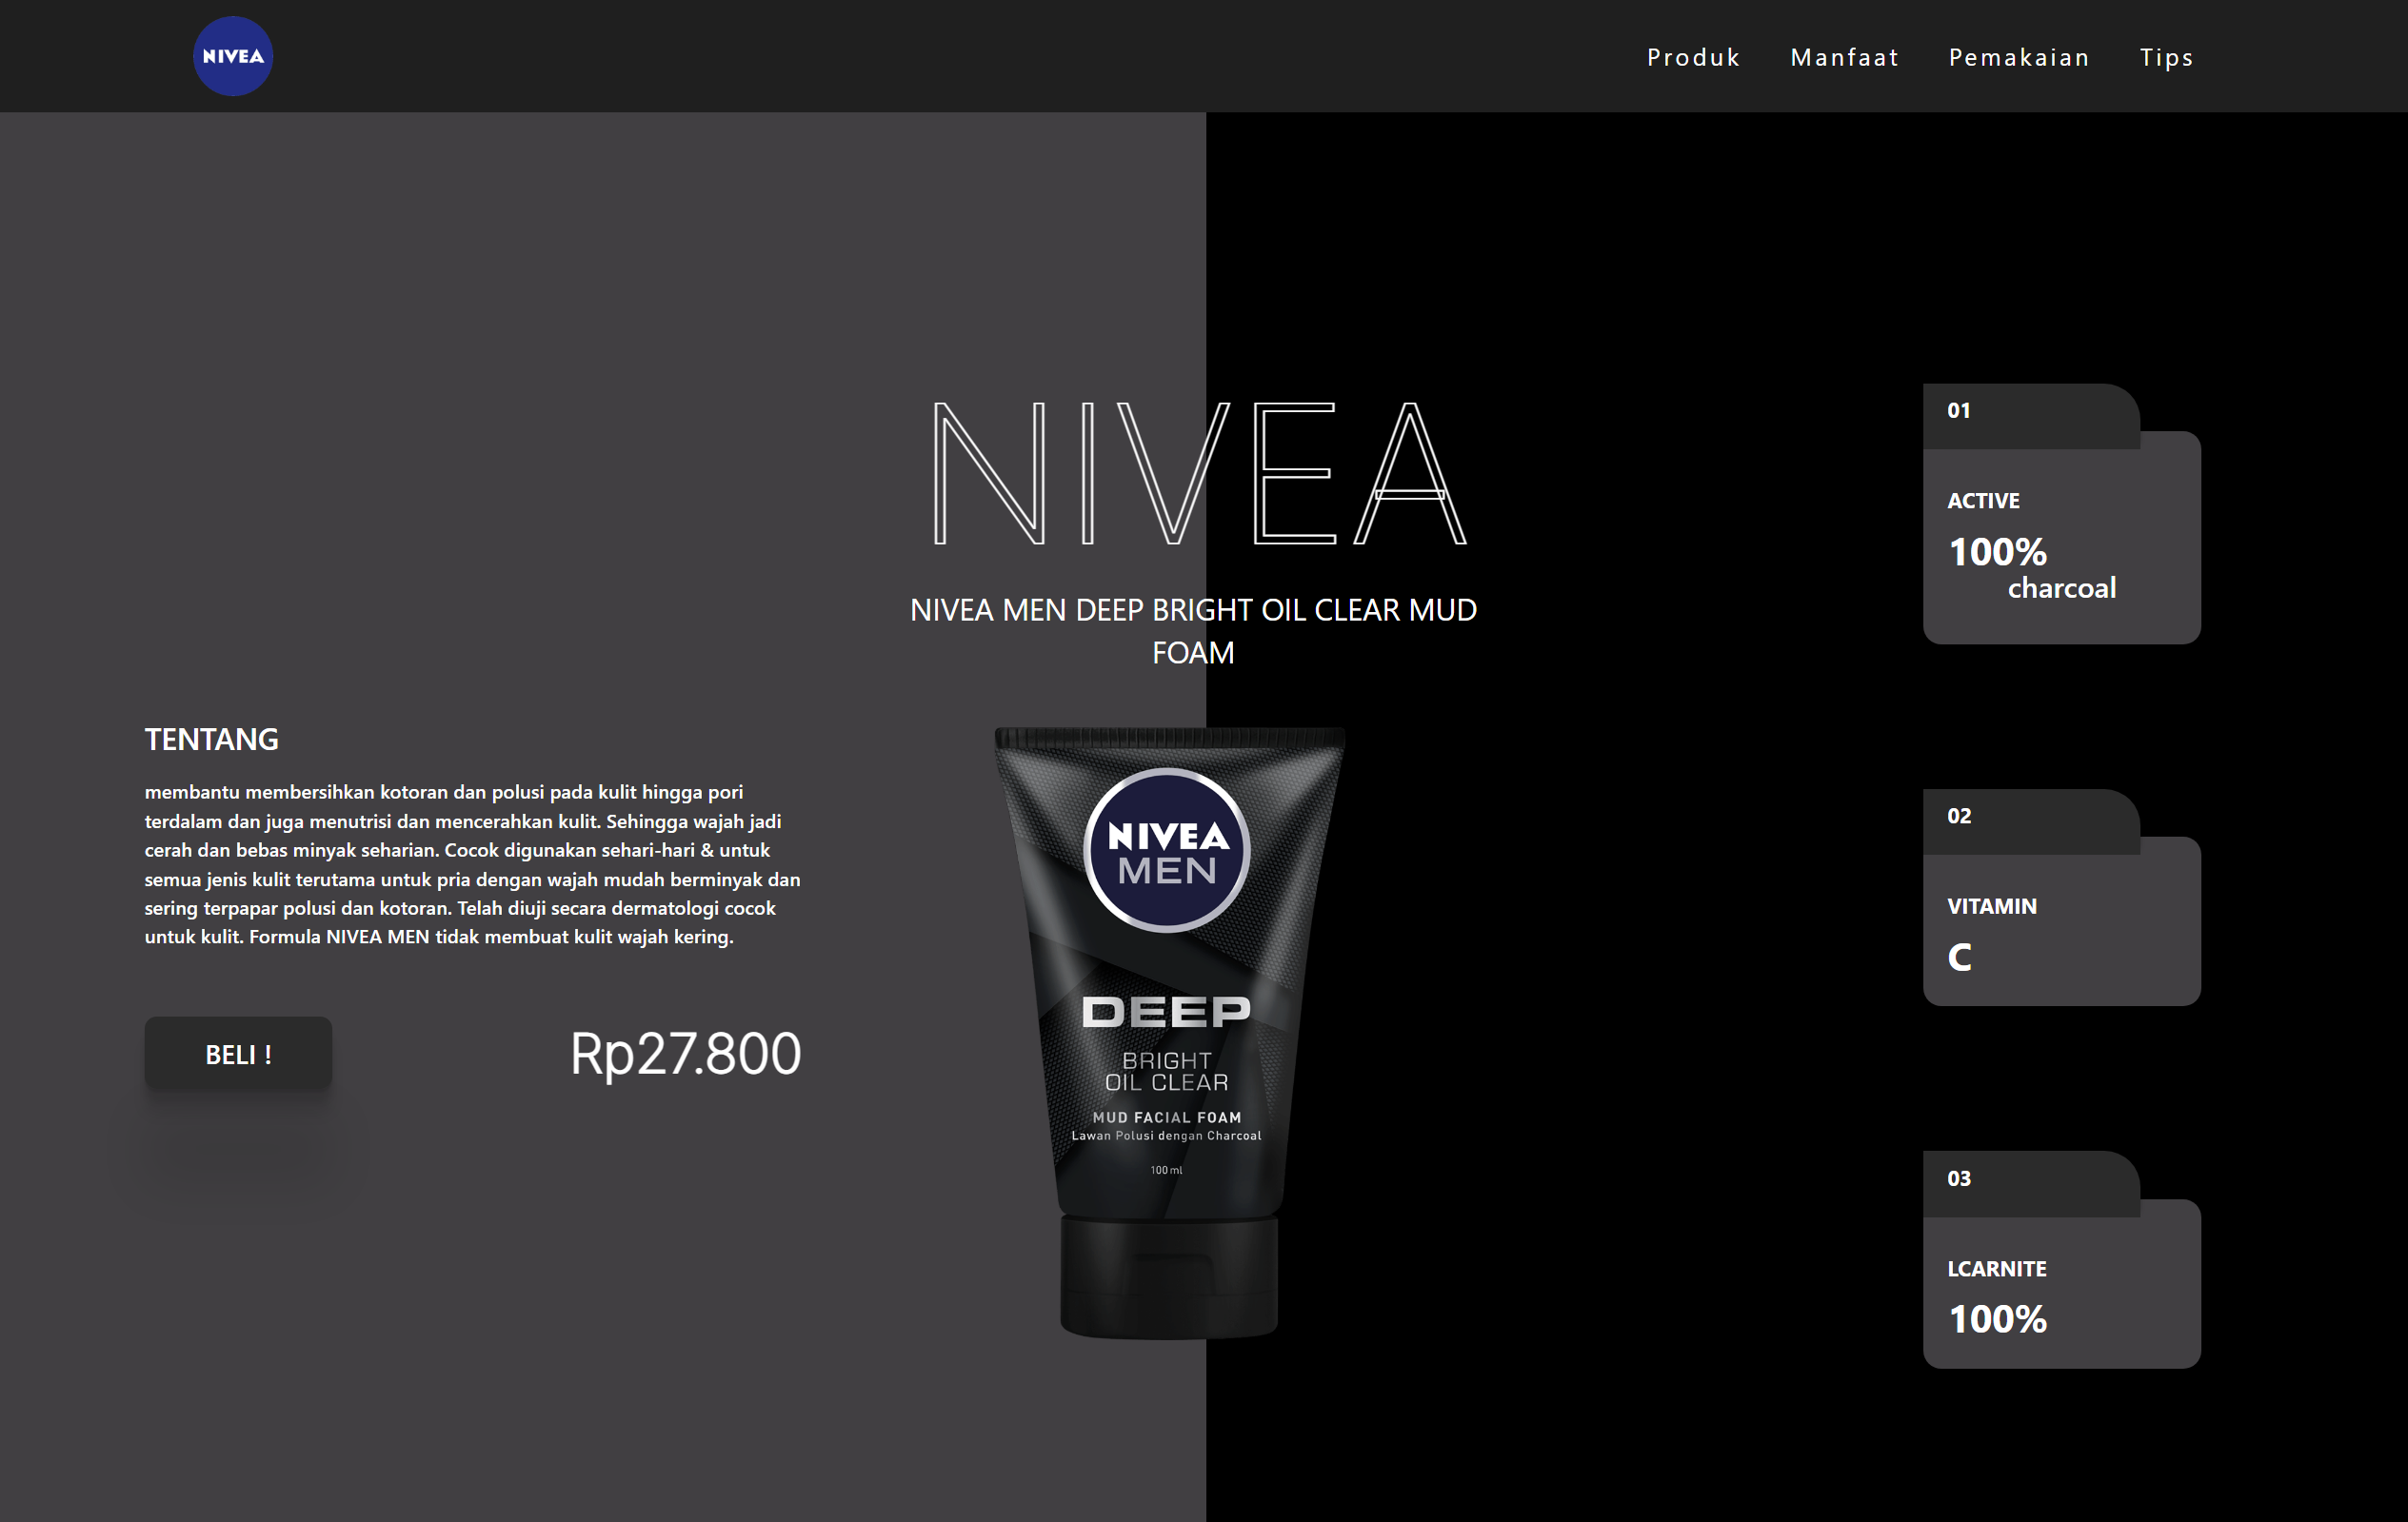 NIVEA
Produk Manfaat Pemakaian Tips
NIVEA
NIVEA MEN DEEP BRIGHT OIL CLEAR MUD
FOAM
TENTANG
membantu membersihkan kotoran dan polusi pada kulit hingga pori
terdalam dan juga menutrisi dan mencerahkan kulit. Sehingga wajah jadi
cerah dan bebas minyak seharian. Cocok digunakan sehari-hari & untuk
semua jenis kulit terutama untuk pria dengan wajah mudah berminyak dan
sering terpapar polusi dan kotoran. Telah diuji secara dermatologi cocok
untuk kulit. Formula NIVEA MEN tidak membuat kulit wajah kering.
BELI !
Rp27.800
NIVEA
MEN
DEEP
BRIGHT
OIL CLEAR
MUD FACIAL FOAM
Lawan Polusi dengan Charcoal
100 ml
01
ACTIVE
100%
charcoal
02
VITAMIN
C
03
LCARNITE
100%